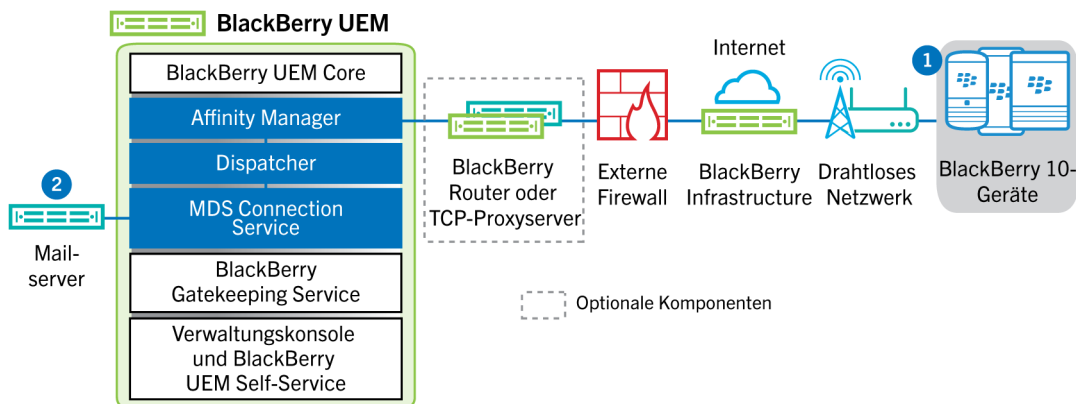 BlackBerry UEM
BlackBerry UEM Core
Affinity Manager
Dispatcher
MDS Connection
Service
BlackBerry
Gatekeeping Service
Verwaltungskonsole
und BlackBerry
UEM Self-Service
2
Mail-
server
BlackBerry
Router oder
TCP-Proxyserver
Externe
Firewall
Internet
BlackBerry
Infrastructure
Drahtloses
Netzwerk
1
BlackBerry 10-
Geräte
Optionale Komponenten